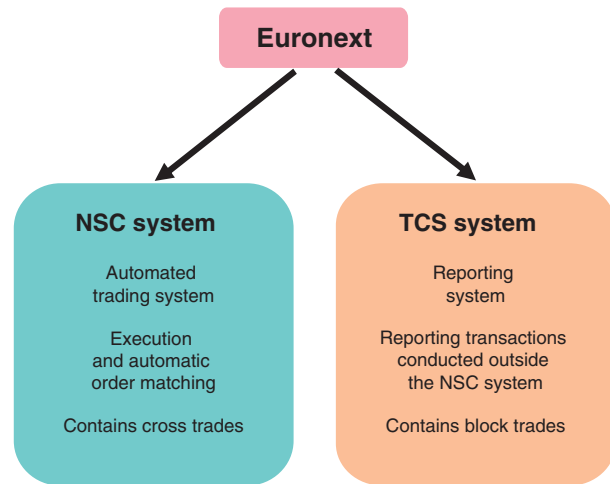 Euronext
NSC system
Automated
trading system
Execution
and automatic
order matching
Contains cross trades
TCS system
Reporting
system
Reporting transactions
conducted outside
the NSC system
Contains block trades